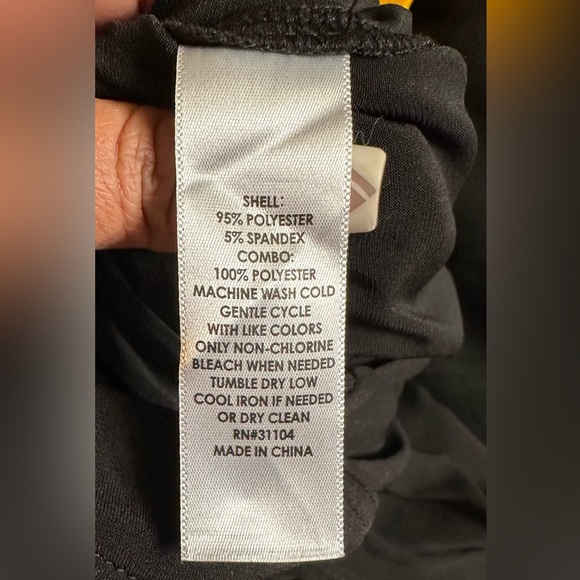 SHELL:
95% POLYESTER
5% SPANDEX
COMBO:
100% POLYESTER
MACHINE WASH COLD
GENTLE CYCLE
WITH LIKE COLORS
ONLY NON-CHLORINE
BLEACH WHEN NEEDED
TUMBLE DRY LOW
COOL IRON IF NEEDED
OR DRY CLEAN
RN#31104
MADE IN CHINA